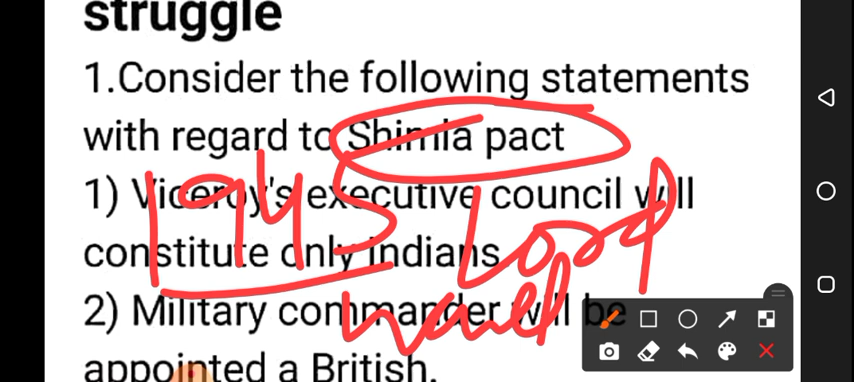 struggle
1.Consider the following statements
with regard to Shimla pact
1) Viceroy's executive council will
1945 Lord
constitute only indians
2) Military commander will be
appointed a British.